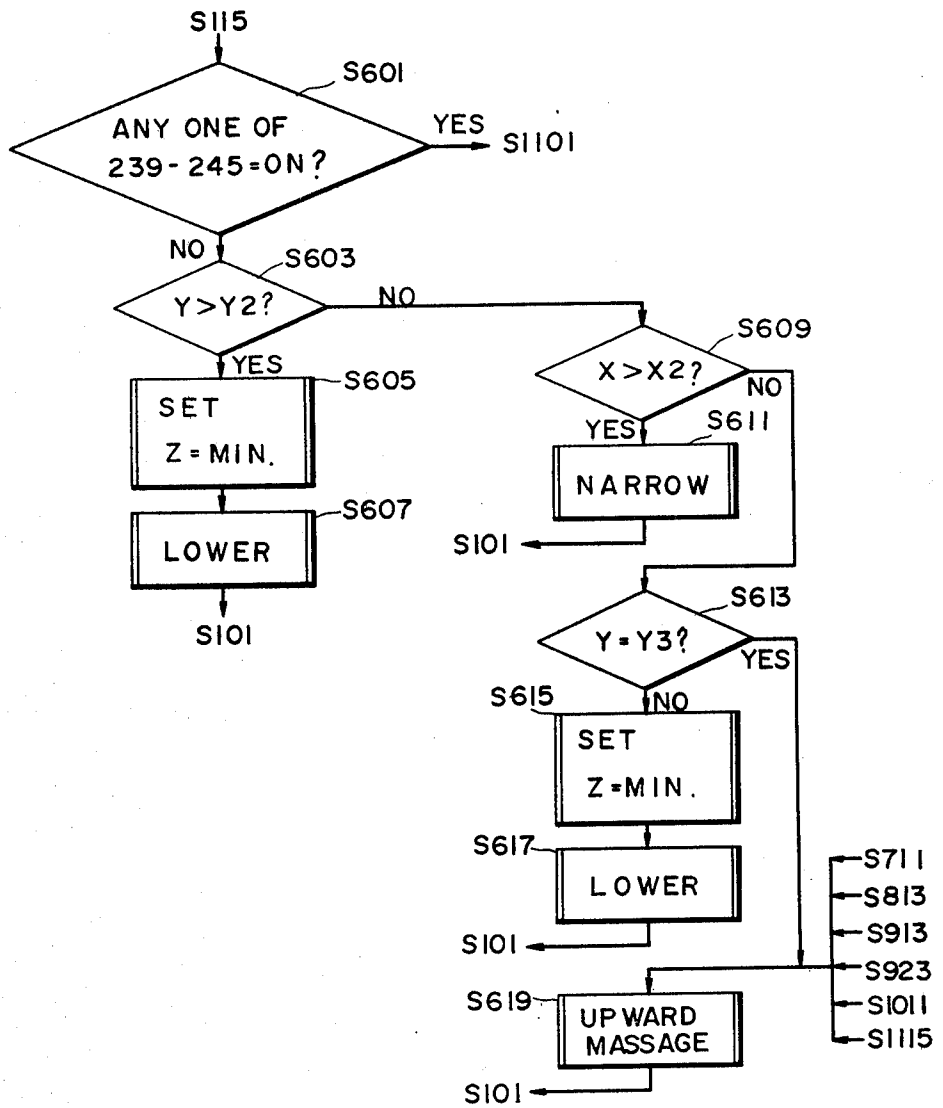 S115
S601
ANY ONE OF
239-245=ON?
YES
S1101
NO
S603
Y>Y2?
NO
YES
S605
SET
Z=MIN.
S607
LOWER
S101
S609
X>X2?
NO
YES
S611
NARROW
S101
S613
Y=Y3?
YES
NO
S615
SET
Z=MIN.
S617
LOWER
S101
S711
S813
S913
S923
S1011
S1115
S619
UPWARD
MASSAGE
S101